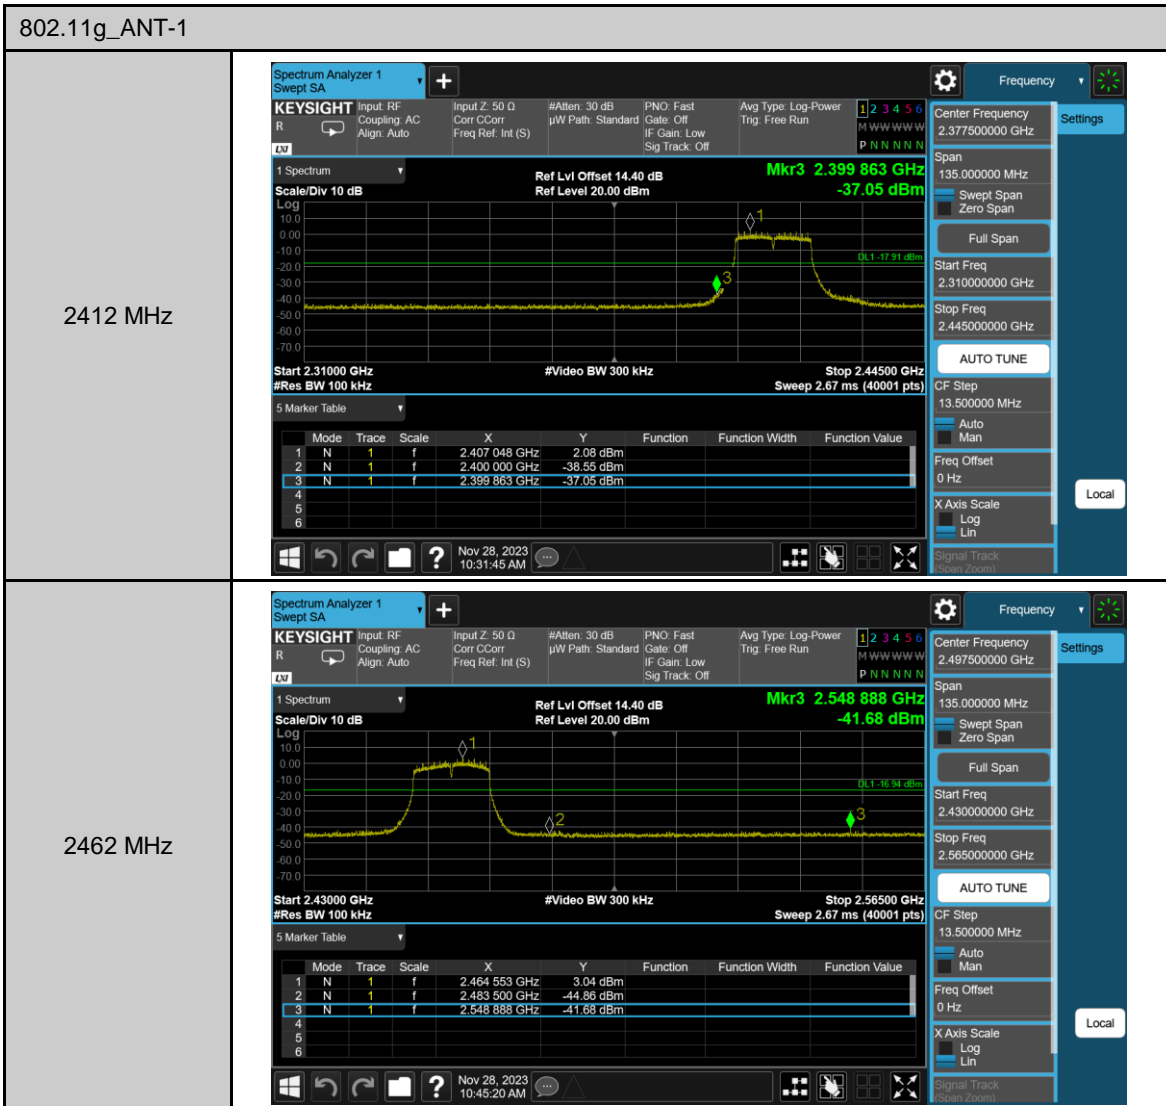 802.11g_ANT-1
2412 MHz
Spectrum Analyzer 1
Swept SA
Frequency
KEYSIGHT
R
LXI
Input: RF
Coupling: AC
Align: Auto
Input Z: 50 Ω
Corr CCorr
Freq Ref: Int (S)
#Atten: 30 dB
µW Path: Standard
PNO: Fast
Gate: Off
IF Gain: Low
Sig Track: Off
Avg Type: Log-Power
Trig: Free Run
1 2 3 4 5 6
M W W W W W
P N N N N N
1 Spectrum
Scale/Div 10 dB
Ref Lvl Offset 14.40 dB
Ref Level 20.00 dBm
Mkr3 2.399 863 GHz
-37.05 dBm
Log
10.0
0.00
-10.0
-20.0
-30.0
-40.0
-50.0
-60.0
-70.0
1
3
DL1 -17.91 dBm
Start 2.31000 GHz
#Res BW 100 kHz
#Video BW 300 kHz
Stop 2.44500 GHz
Sweep 2.67 ms (40001 pts)
5 Marker Table
Mode Trace Scale X Y Function Function Width Function Value
1 N 1 f 2.407 048 GHz 2.08 dBm
2 N 1 f 2.400 000 GHz -38.55 dBm
3 N 1 f 2.399 863 GHz -37.05 dBm
4
5
6
?
Nov 28, 2023
10:31:45 AM
Center Frequency
2.377500000 GHz
Settings
Span
135.000000 MHz
Swept Span
Zero Span
Full Span
Start Freq
2.310000000 GHz
Stop Freq
2.445000000 GHz
AUTO TUNE
CF Step
13.500000 MHz
Auto
Man
Freq Offset
0 Hz
X Axis Scale
Log
Lin
Signal Track
(Span Zoom)
Local
2462 MHz
Spectrum Analyzer 1
Swept SA
Frequency
KEYSIGHT
R
LXI
Input: RF
Coupling: AC
Align: Auto
Input Z: 50 Ω
Corr CCorr
Freq Ref: Int (S)
#Atten: 30 dB
µW Path: Standard
PNO: Fast
Gate: Off
IF Gain: Low
Sig Track: Off
Avg Type: Log-Power
Trig: Free Run
1 2 3 4 5 6
M W W W W W
P N N N N N
1 Spectrum
Scale/Div 10 dB
Ref Lvl Offset 14.40 dB
Ref Level 20.00 dBm
Mkr3 2.548 888 GHz
-41.68 dBm
Log
10.0
0.00
-10.0
-20.0
-30.0
-40.0
-50.0
-60.0
-70.0
1
2
3
DL1 -16.94 dBm
Start 2.43000 GHz
#Res BW 100 kHz
#Video BW 300 kHz
Stop 2.56500 GHz
Sweep 2.67 ms (40001 pts)
5 Marker Table
Mode Trace Scale X Y Function Function Width Function Value
1 N 1 f 2.464 553 GHz 3.04 dBm
2 N 1 f 2.483 500 GHz -44.86 dBm
3 N 1 f 2.548 888 GHz -41.68 dBm
4
5
6
?
Nov 28, 2023
10:45:20 AM
Center Frequency
2.497500000 GHz
Settings
Span
135.000000 MHz
Swept Span
Zero Span
Full Span
Start Freq
2.430000000 GHz
Stop Freq
2.565000000 GHz
AUTO TUNE
CF Step
13.500000 MHz
Auto
Man
Freq Offset
0 Hz
X Axis Scale
Log
Lin
Signal Track
(Span Zoom)
Local